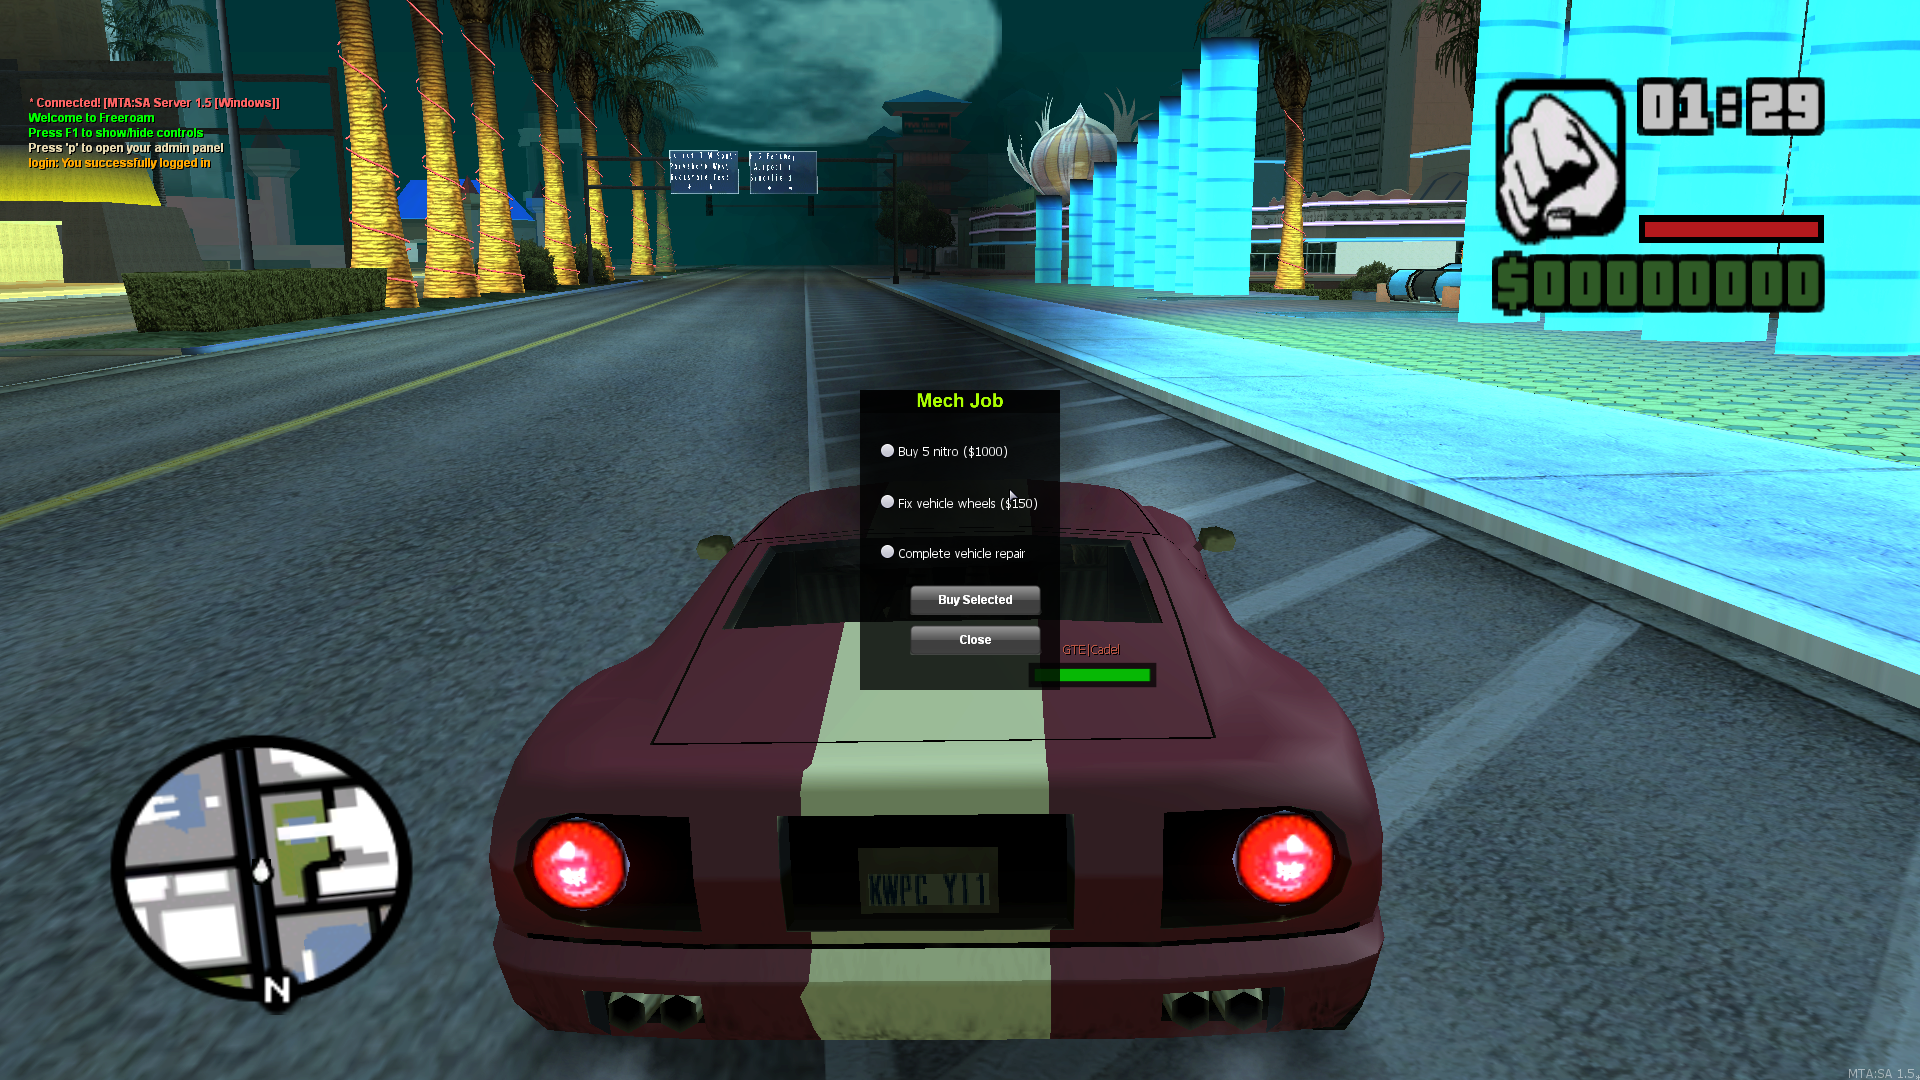 * Connected! [MTA:SA Server 1.5 [Windows]]
Welcome to Freeroam
Press F1 to show/hide controls
Press 'p' to open your admin panel
login: You successfully logged in
01:29
$00000000
Mech Job
Buy 5 nitro ($1000)
Fix vehicle wheels ($150)
Complete vehicle repair
Buy Selected
Close
GTE|Cadel
KWPC Y11
N
MTA:SA 1.5